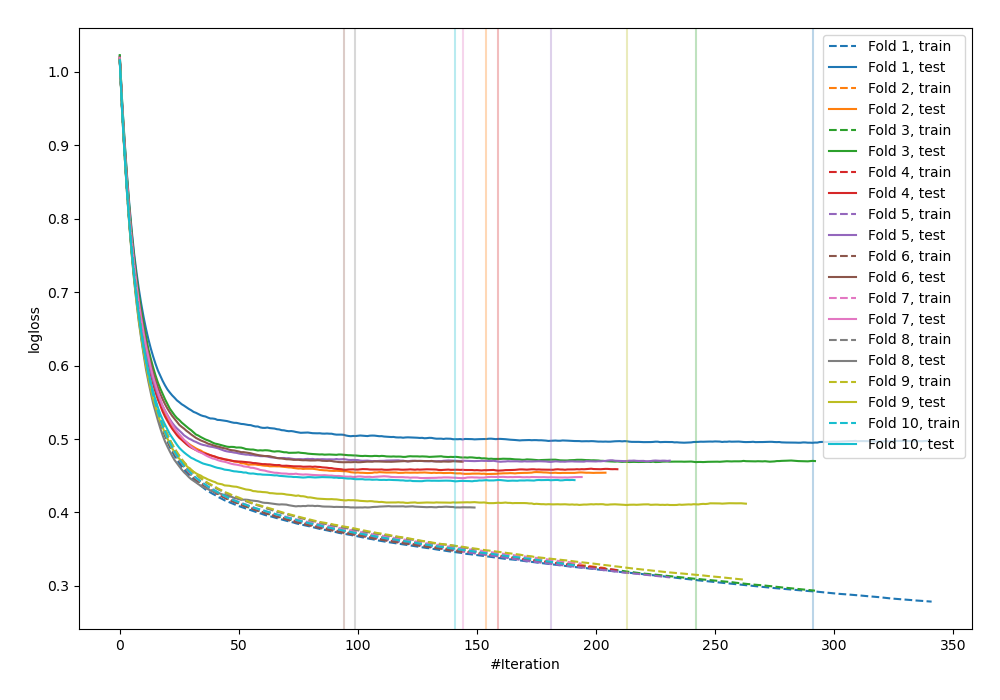 1.0
0.9
0.8
0.7
0.6
0.5
0.4
0.3
logloss
0
50
100
150
200
250
300
350
#Iteration
Fold 1, train
Fold 1, test
Fold 2, train
Fold 2, test
Fold 3, train
Fold 3, test
Fold 4, train
Fold 4, test
Fold 5, train
Fold 5, test
Fold 6, train
Fold 6, test
Fold 7, train
Fold 7, test
Fold 8, train
Fold 8, test
Fold 9, train
Fold 9, test
Fold 10, train
Fold 10, test